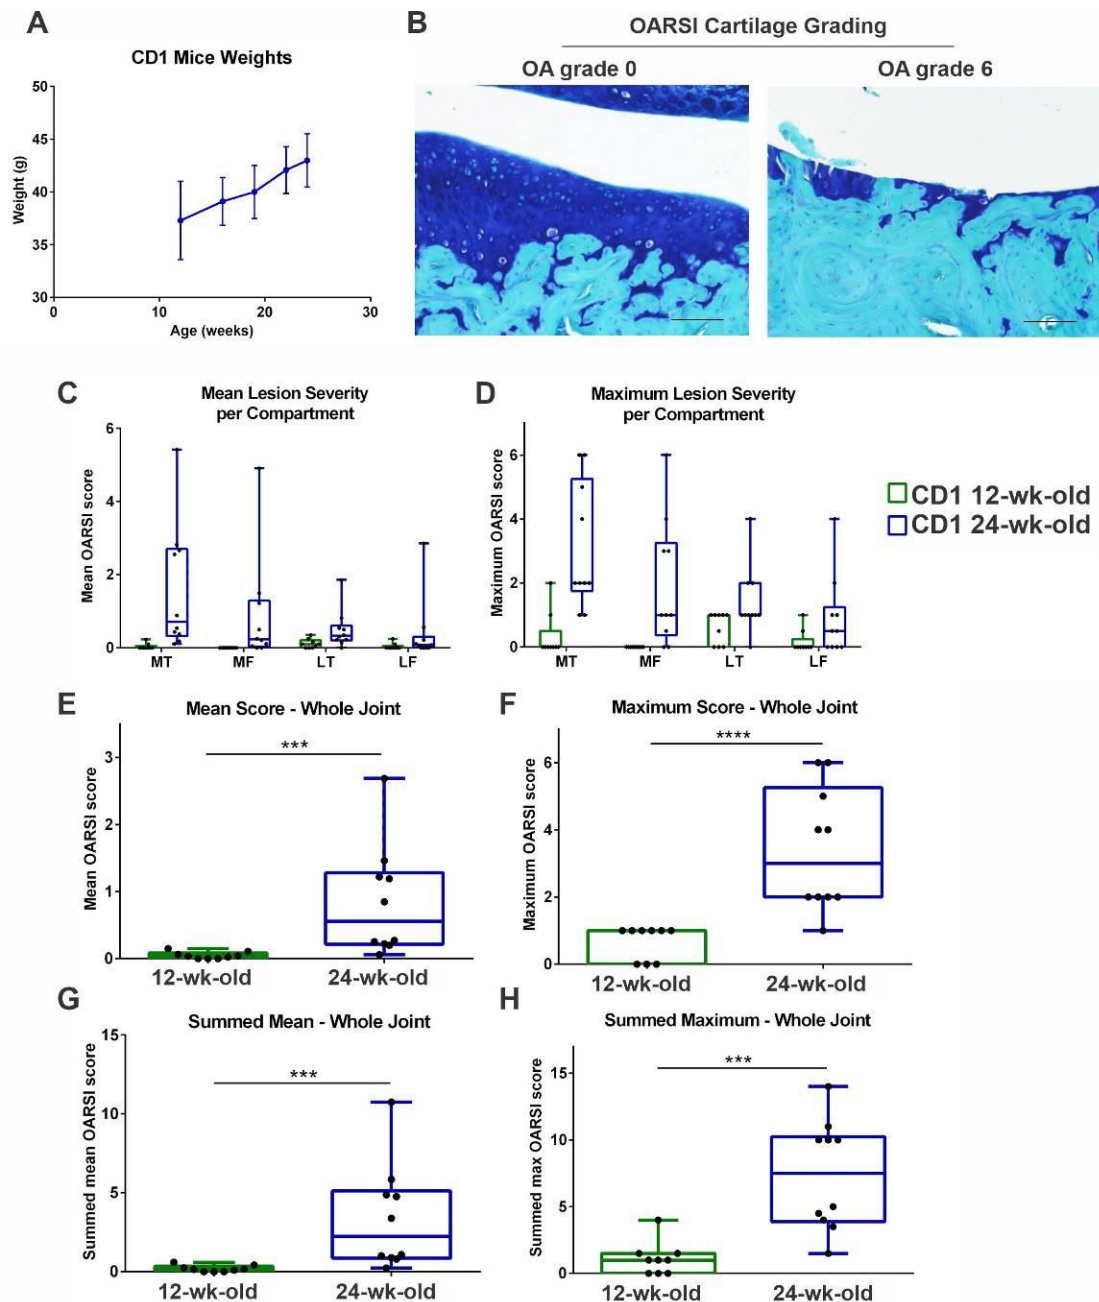 A
CD1 Mice Weights
50
45
40
35
30
Weight (g)
0
10
20
30
Age (weeks)
B
OARSI Cartilage Grading
OA grade 0
OA grade 6
C
Mean Lesion Severity
per Compartment
6
4
2
0
Mean OARSI score
MT
MF
LT
LF
D
Maximum Lesion Severity
per Compartment
6
4
2
0
Maximum OARSI score
MT
MF
LT
LF
CD1 12-wk-old
CD1 24-wk-old
E
Mean Score - Whole Joint
***
3
2
1
0
Mean OARSI score
12-wk-old
24-wk-old
F
Maximum Score - Whole Joint
****
6
4
2
0
Maximum OARSI score
12-wk-old
24-wk-old
G
Summed Mean - Whole Joint
***
15
10
5
0
Summed mean OARSI score
12-wk-old
24-wk-old
H
Summed Maximum - Whole Joint
***
15
10
5
0
Summed max OARSI score
12-wk-old
24-wk-old